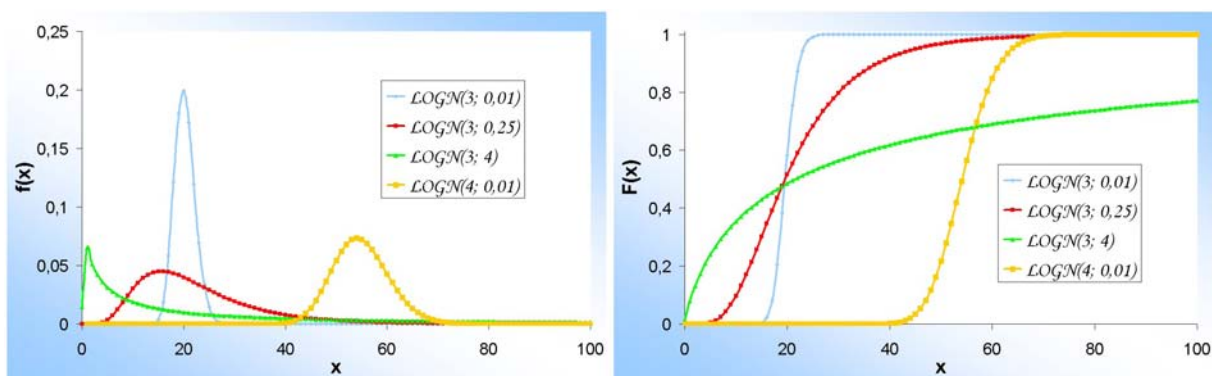 0,25
0,2
0,15
0,1
0,05
0
f(x)
0 20 40 60 80 100
x
LOGN(3; 0,01)
LOGN(3; 0,25)
LOGN(3; 4)
LOGN(4; 0,01)
1
0,8
0,6
0,4
0,2
0
F(x)
0 20 40 60 80 100
x
LOGN(3; 0,01)
LOGN(3; 0,25)
LOGN(3; 4)
LOGN(4; 0,01)